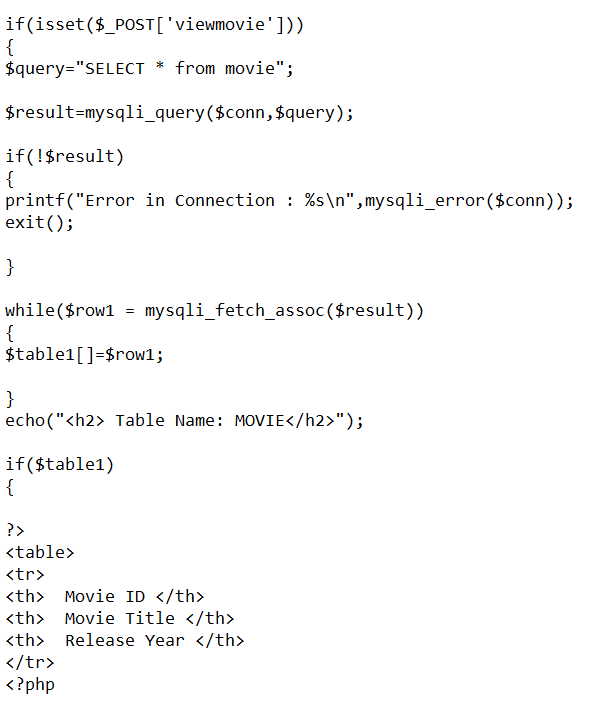 if(isset($_POST['viewmovie']))
{
$query="SELECT * from movie";
$result=mysqli_query($conn,$query);
if(!$result)
{
printf("Error in Connection : %s\n",mysqli_error($conn));
exit();
}
while($row1 = mysqli_fetch_assoc($result))
{
$table1[]=$row1;
}
echo("<h2> Table Name: MOVIE</h2>");
if($table1)
{
?>
<table>
<tr>
<th>  Movie ID </th>
<th>  Movie Title </th>
<th>  Release Year </th>
</tr>
<?php